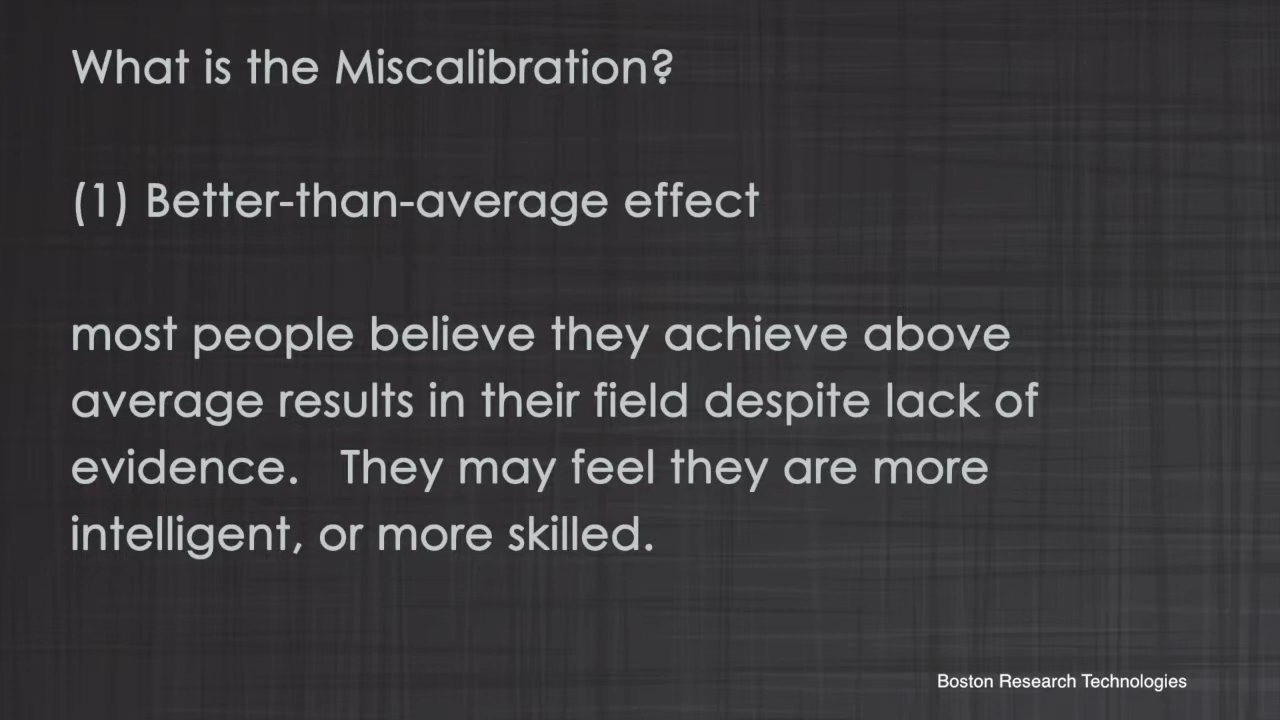 What is the Miscalibration?
(1) Better-than-average effect
most people believe they achieve above
average results in their field despite lack of
evidence.   They may feel they are more
intelligent, or more skilled.
Boston Research Technologies